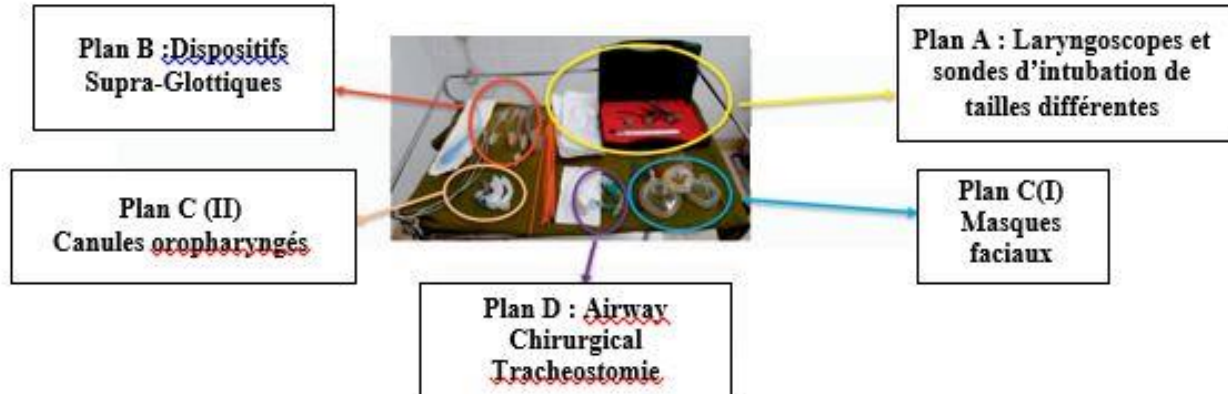 Plan B :Dispositifs
Supra-Glottiques
Plan A : Laryngoscopes et
sondes d’intubation de
tailles différentes
Plan C (II)
Canules oropharyngés
Plan C(I)
Masques
faciaux
Plan D : Airway
Chirurgical
Tracheostomie